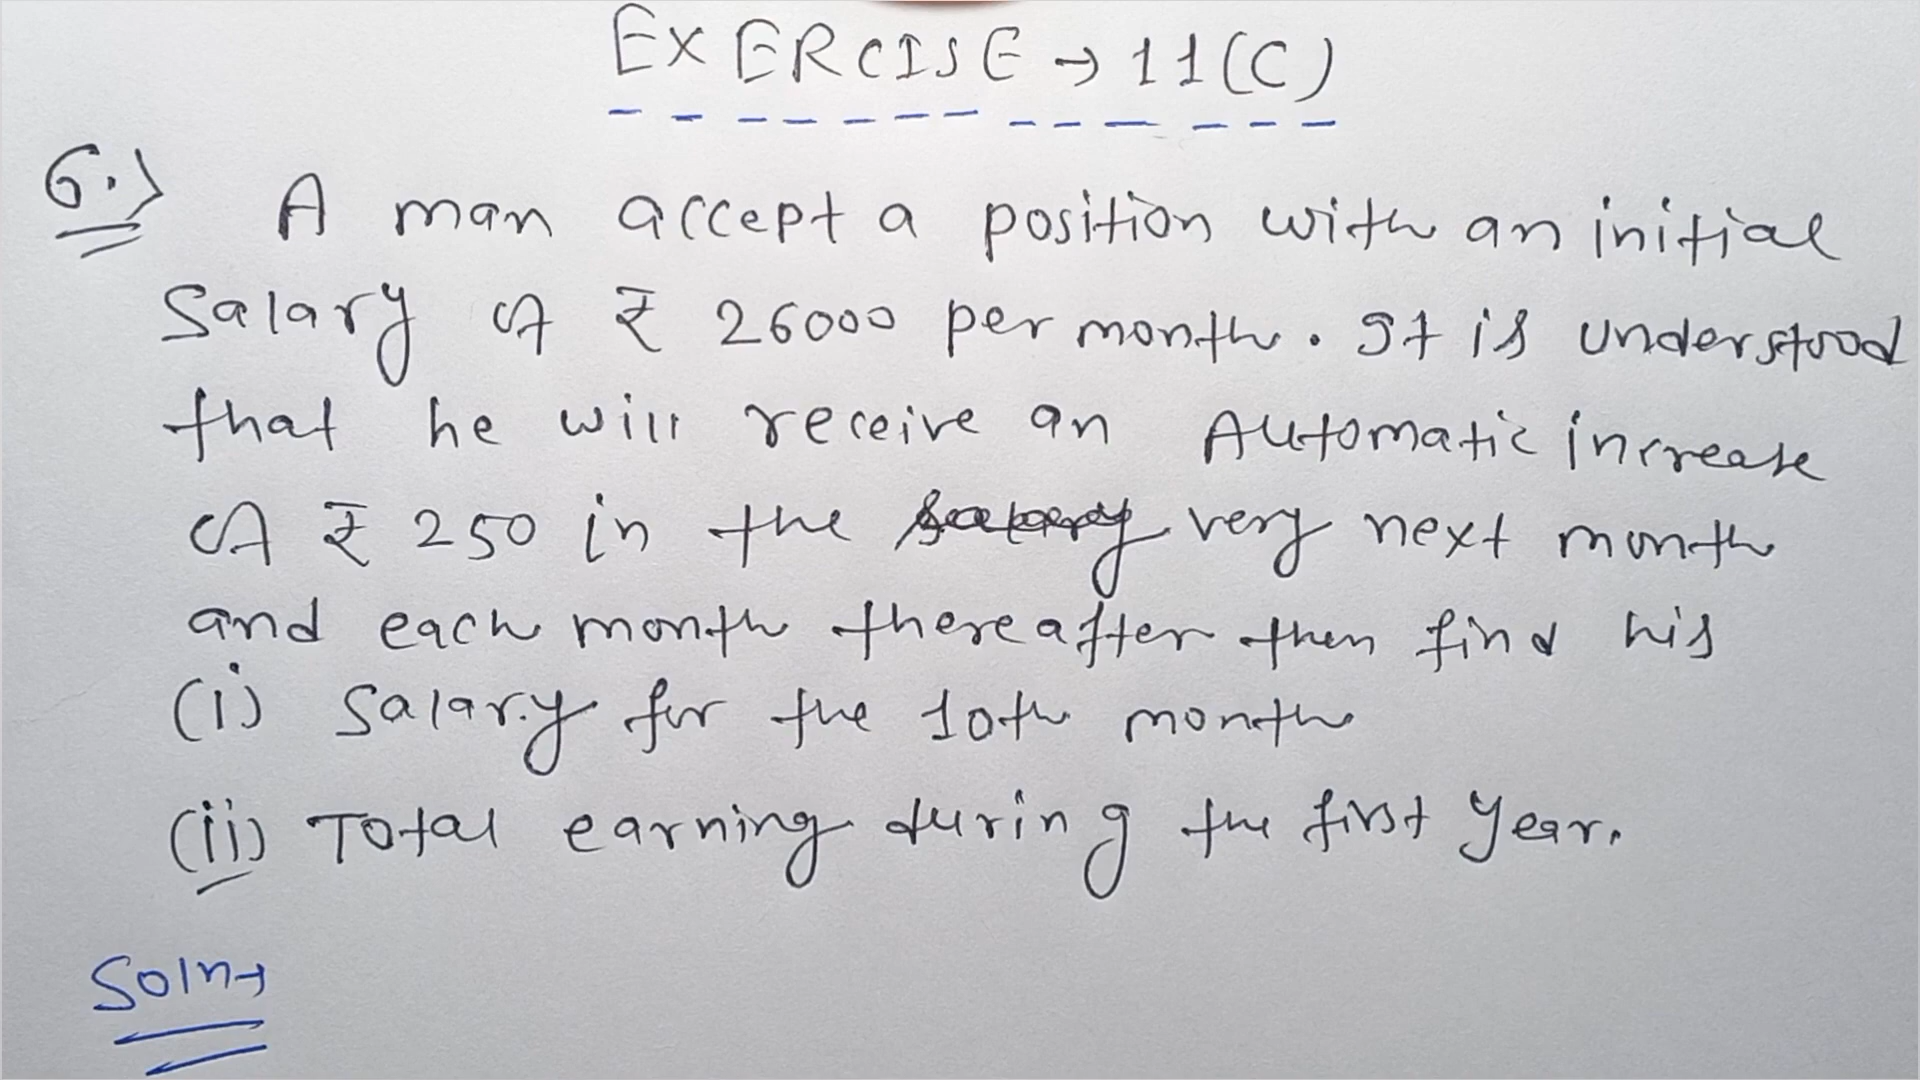 EXERCISE → 11(C)
6.> A man accept a position with an initial
Salary of ₹ 26000 per month. It is understood
that he will receive an Automatic increase
of ₹ 250 in the very next month
and each month thereafter then find his
(i) Salary for the 10th month
(ii) Total earning during the first Year.
Soln→